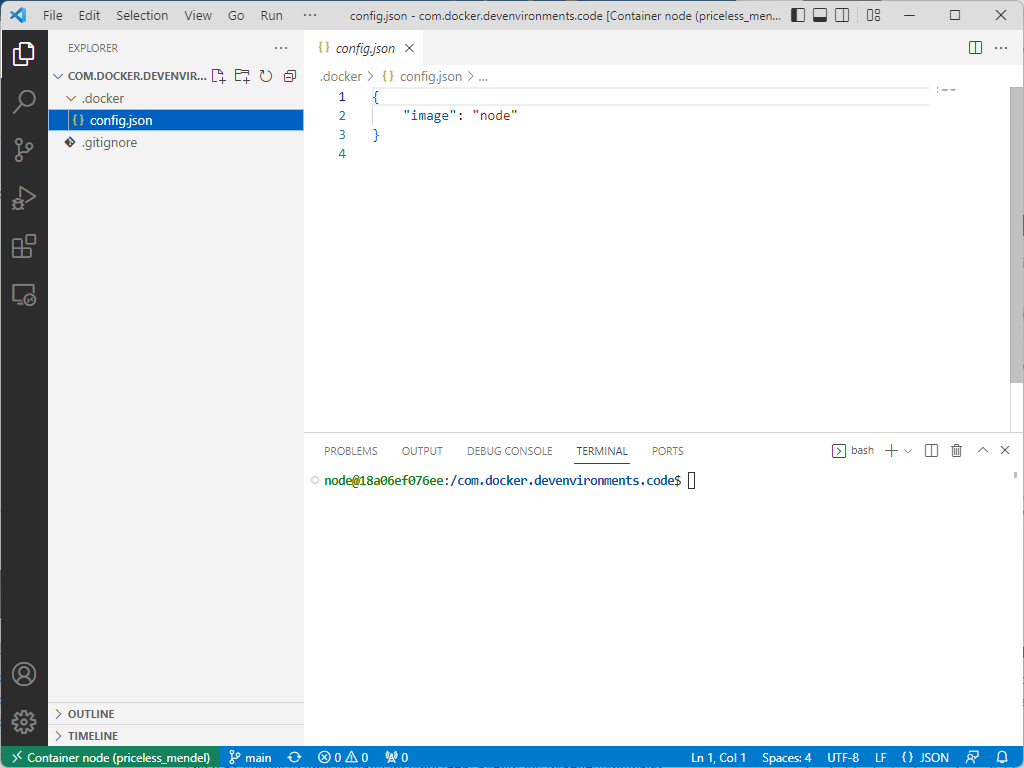 File Edit Selection View Go Run ··· config.json - com.docker.devenvironments.code [Container node (priceless_men...
EXPLORER ···
COM.DOCKER.DEVENVIR...
.docker
{} config.json
.gitignore
OUTLINE
TIMELINE
{} config.json
.docker > {} config.json > ...
1 {
2 "image": "node"
3 }
4
PROBLEMS OUTPUT DEBUG CONSOLE TERMINAL PORTS bash
node@18a06ef076ee:/com.docker.devenvironments.code$
Container node (priceless_mendel) main 0 0 0 Ln 1, Col 1 Spaces: 4 UTF-8 LF {} JSON